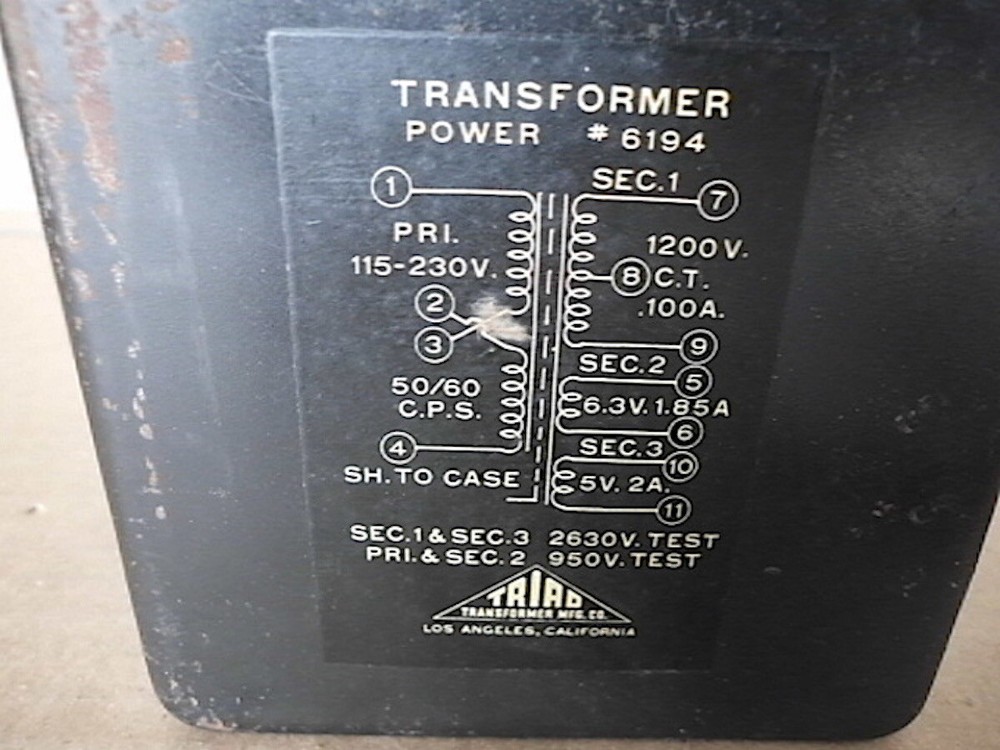 TRANSFORMER
POWER # 6194
SEC.1
1
7
PRI.
1200V.
115-230V.
8 C.T.
2
.100A.
3
9
SEC.2
5
50/60
6.3V. 1.85A
C.P.S.
6
SEC.3
4
10
SH. TO CASE
5V. 2A.
11
SEC.1 & SEC.3 2630V. TEST
PRI. & SEC.2 950V. TEST
TRIAD
TRANSFORMER MFG. CO.
LOS ANGELES, CALIFORNIA